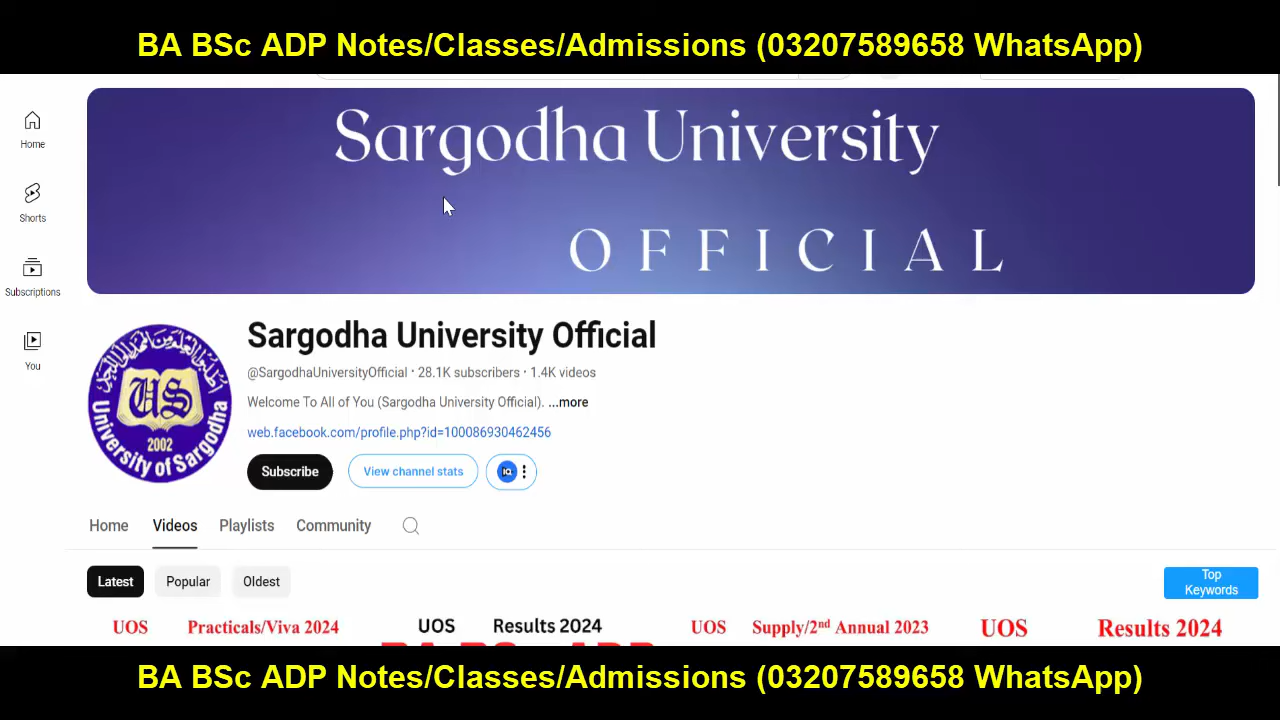 BA BSc ADP Notes/Classes/Admissions (03207589658 WhatsApp)
Sargodha University
OFFICIAL
Home
Shorts
Subscriptions
You
US
2002
University of Sargodha
Sargodha University Official
@SargodhaUniversityOfficial · 28.1K subscribers · 1.4K videos
Welcome To All of You (Sargodha University Official). ...more
web.facebook.com/profile.php?id=100086930462456
Subscribe
View channel stats
Home Videos Playlists Community
Latest Popular Oldest
Top
Keywords
UOS Practicals/Viva 2024
UOS Results 2024
UOS Supply/2nd Annual 2023
UOS Results 2024
BA BSc ADP Notes/Classes/Admissions (03207589658 WhatsApp)